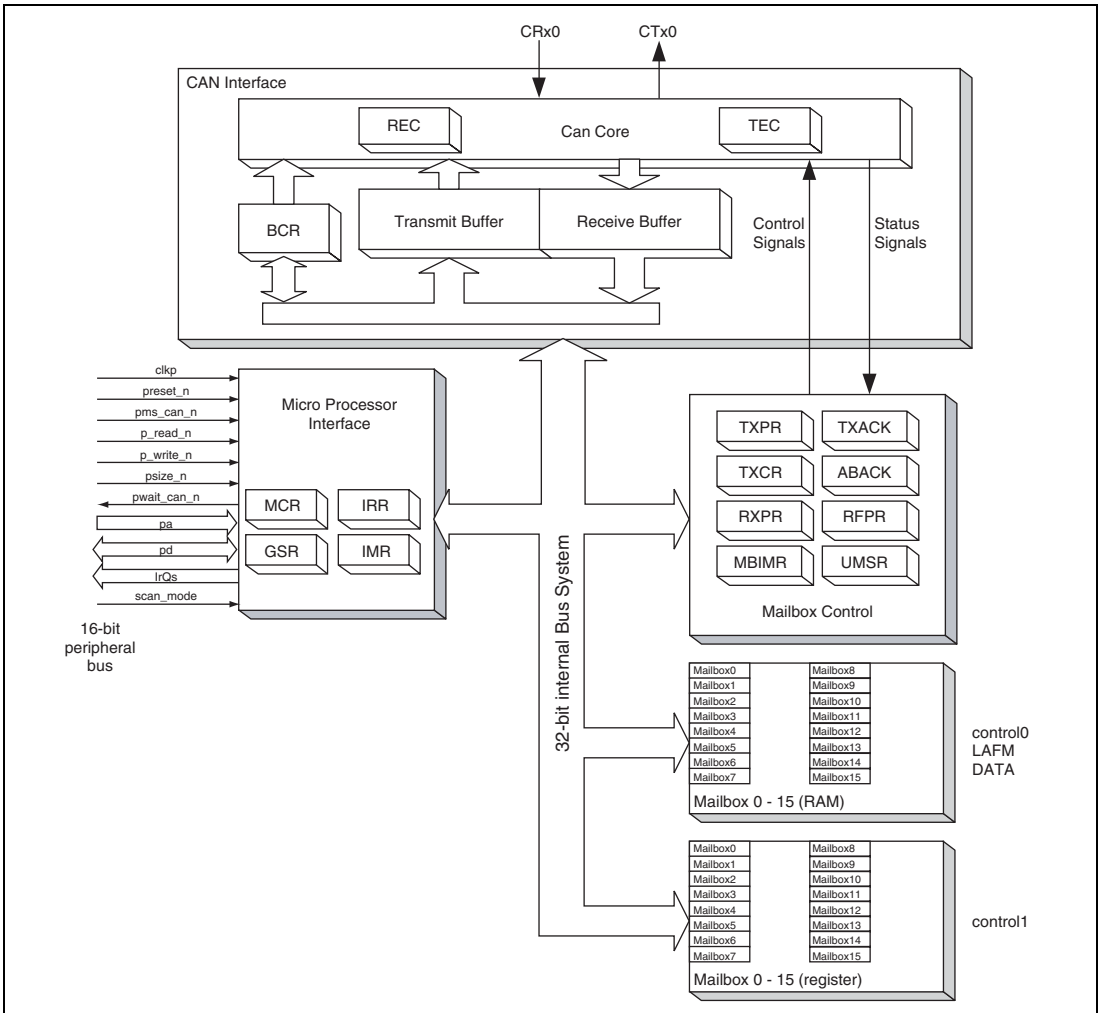 CRx0
CTx0
CAN Interface
REC
Can Core
TEC
BCR
Transmit Buffer
Receive Buffer
Control
Signals
Status
Signals
clkp
preset_n
pms_can_n
p_read_n
p_write_n
psize_n
pwait_can_n
pa
pd
IrQs
scan_mode
16-bit
peripheral
bus
Micro Processor
Interface
MCR
IRR
GSR
IMR
32-bit internal Bus System
TXPR
TXACK
TXCR
ABACK
RXPR
RFPR
MBIMR
UMSR
Mailbox Control
Mailbox0
Mailbox1
Mailbox2
Mailbox3
Mailbox4
Mailbox5
Mailbox6
Mailbox7
Mailbox8
Mailbox9
Mailbox10
Mailbox11
Mailbox12
Mailbox13
Mailbox14
Mailbox15
Mailbox 0 - 15 (RAM)
control0
LAFM
DATA
Mailbox0
Mailbox1
Mailbox2
Mailbox3
Mailbox4
Mailbox5
Mailbox6
Mailbox7
Mailbox8
Mailbox9
Mailbox10
Mailbox11
Mailbox12
Mailbox13
Mailbox14
Mailbox15
Mailbox 0 - 15 (register)
control1